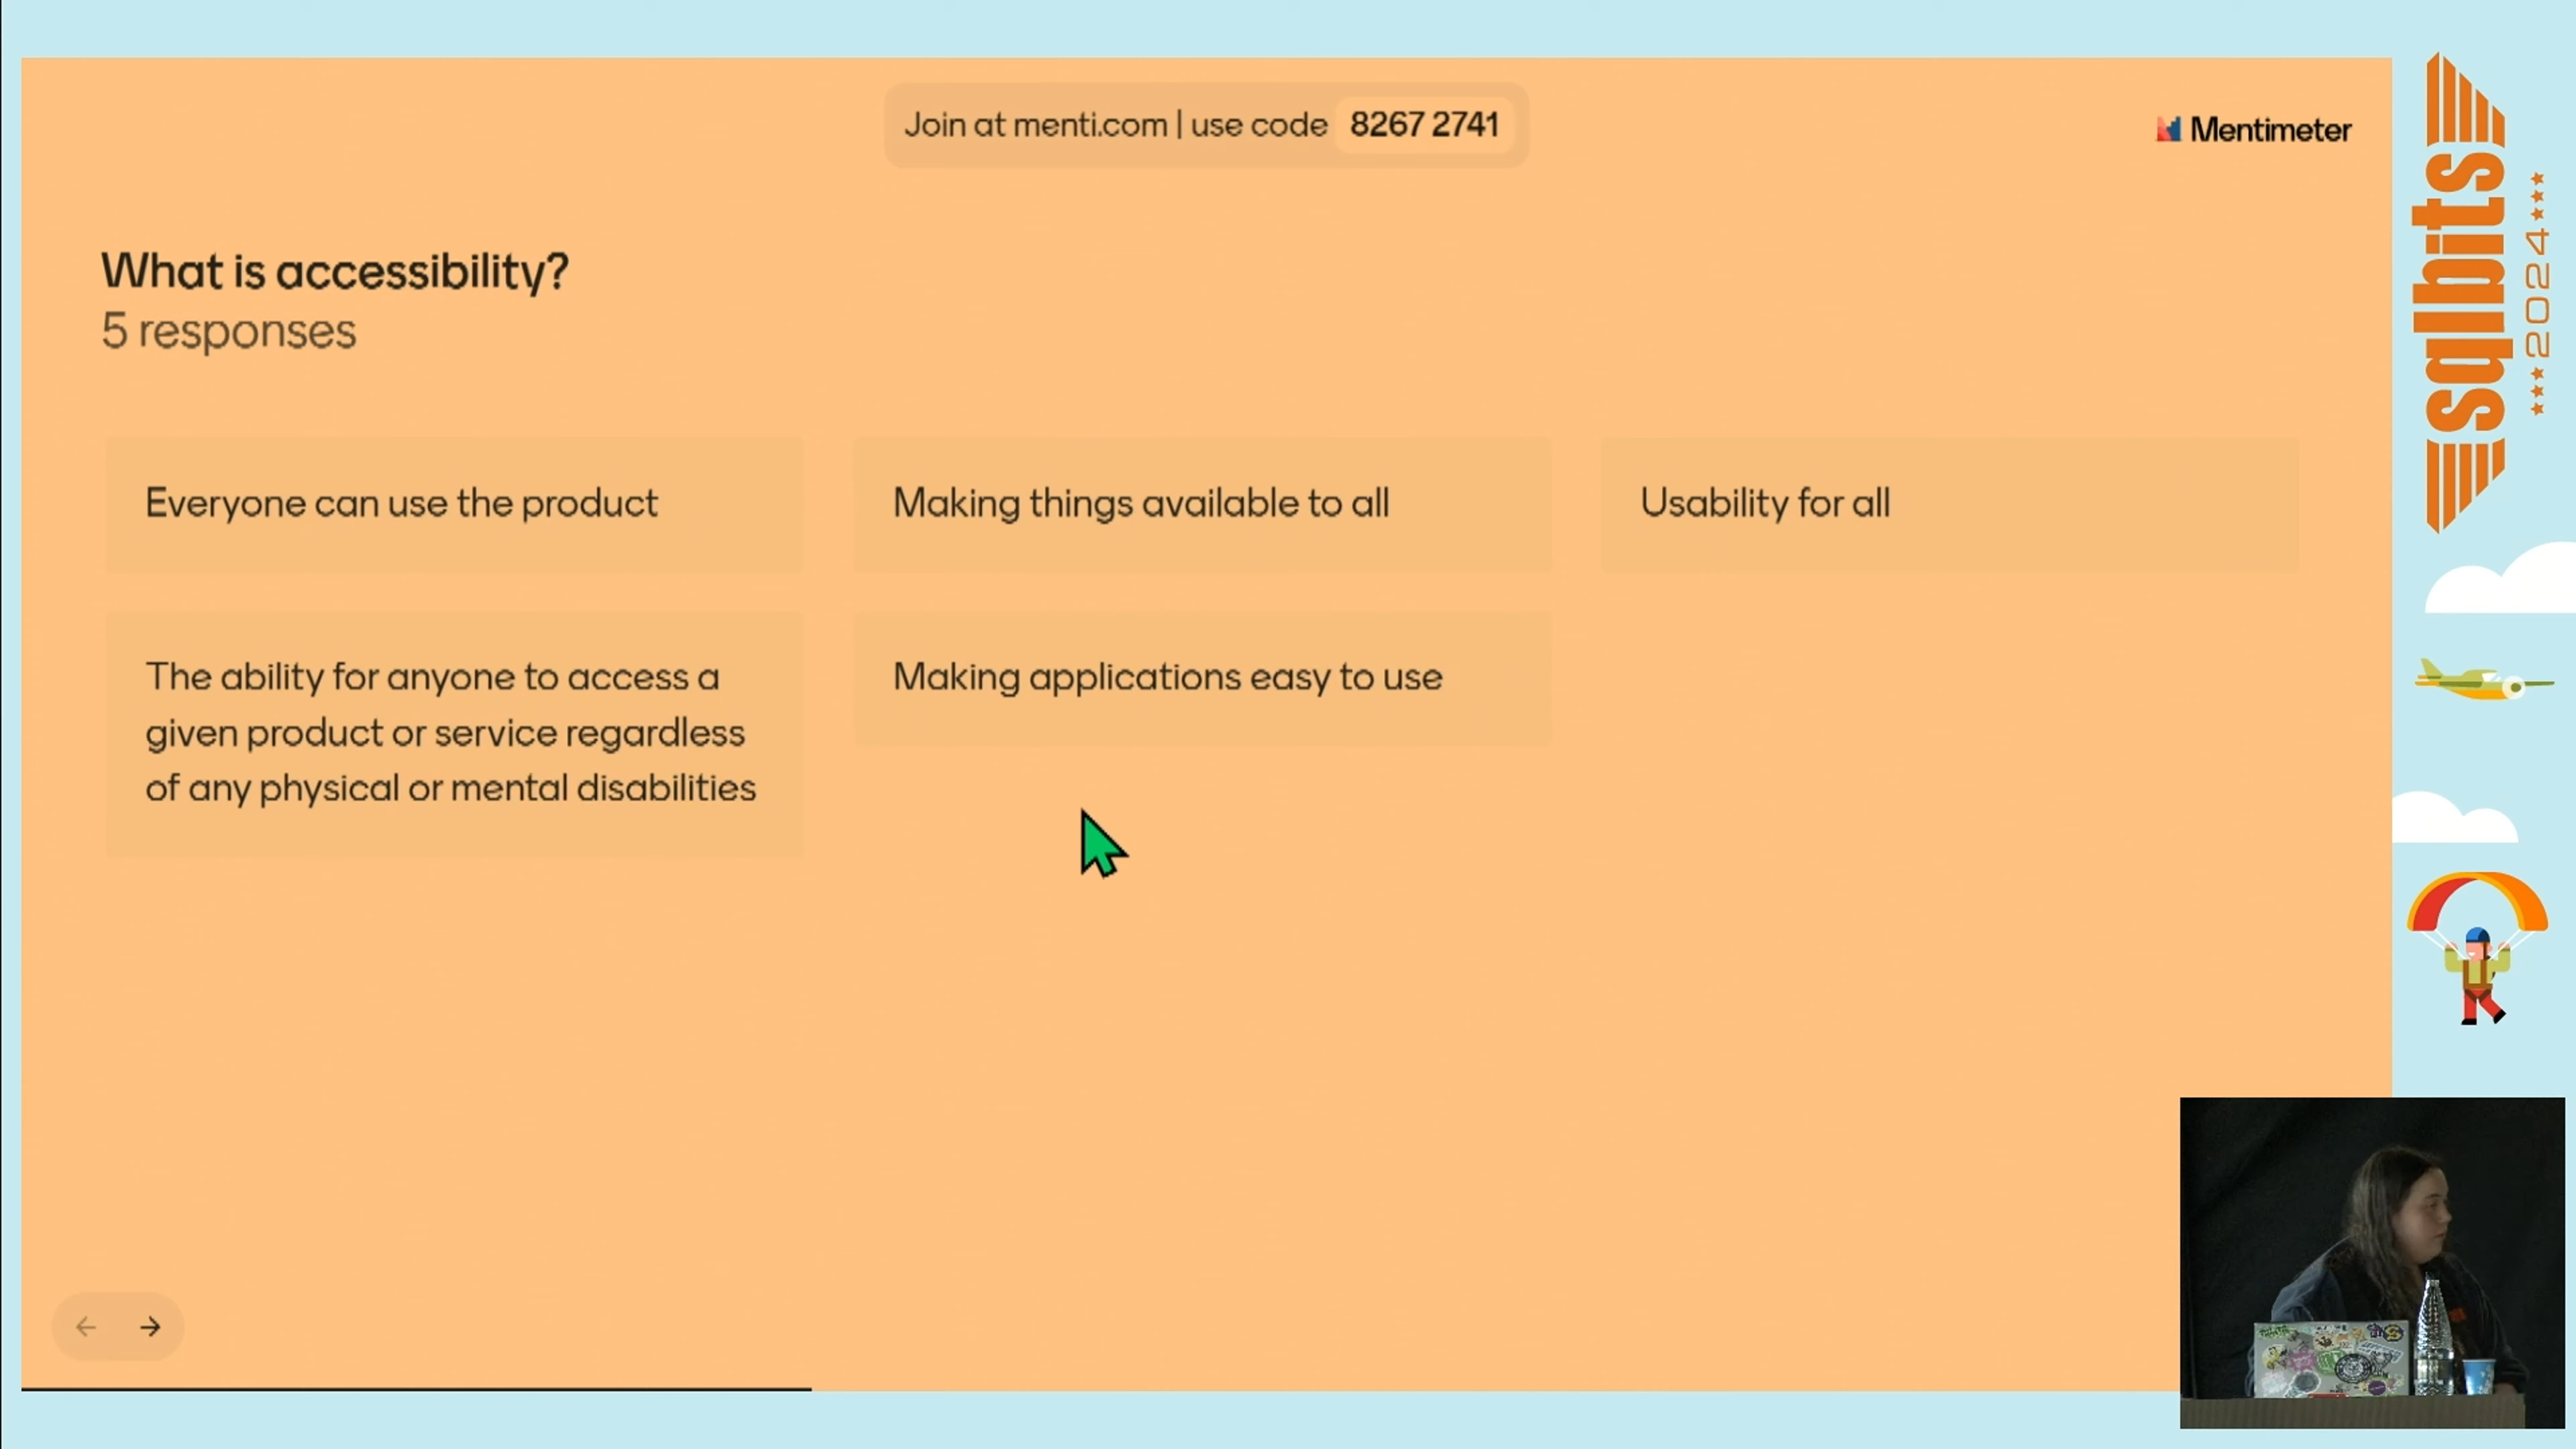 Join at menti.com | use code 8267 2741
Mentimeter
What is accessibility?
5 responses
Everyone can use the product
Making things available to all
Usability for all
The ability for anyone to access a
given product or service regardless
of any physical or mental disabilities
Making applications easy to use
sqlbits
2024